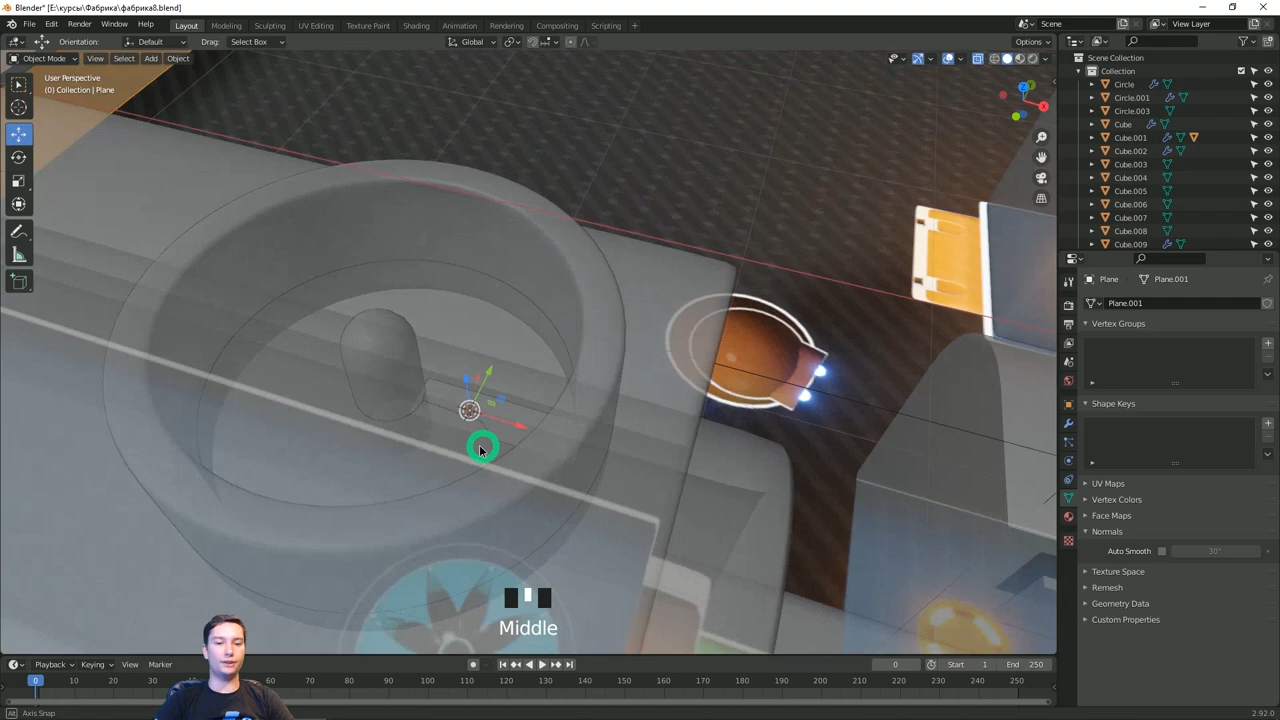 Blender* [E:\курсы\Фабрика\фабрика8.blend]
File Edit Render Window Help
Layout Modeling Sculpting UV Editing Texture Paint Shading Animation Rendering Compositing Scripting +
Scene
View Layer
Orientation: Default Drag: Select Box Global Options
Object Mode View Select Add Object
User Perspective
(0) Collection | Plane
Scene Collection
Collection
Circle
Circle.001
Circle.003
Cube
Cube.001
Cube.002
Cube.003
Cube.004
Cube.005
Cube.006
Cube.007
Cube.008
Cube.009
Plane Plane.001
Plane.001
Vertex Groups
Shape Keys
UV Maps
Vertex Colors
Face Maps
Normals
Auto Smooth 30°
Texture Space
Remesh
Geometry Data
Custom Properties
Middle
Playback Keying View Marker
0 Start 1 End 250
0 10 20 30 40 50 60 70 80 90 100 110 120 130 140 150 160 170 180 190 200 210 220 230 240 250
Alt Axis Snap
2.92.0